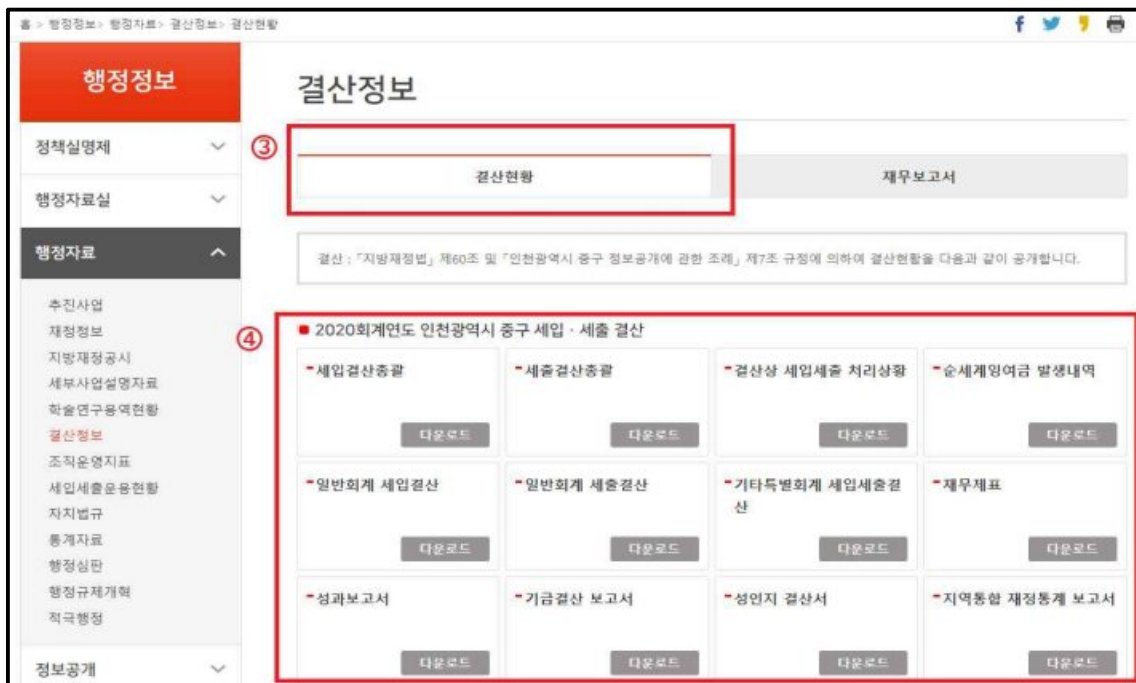 홈 > 행정정보> 행정자료> 결산정보> 결산현황
행정정보
정책실명제
행정자료실
행정자료
추진사업
재정정보
지방재정공시
세부사업설명자료
학술연구용역현황
결산정보
조직운영지표
세입세출운용현황
자치법규
통계자료
행정심판
행정규제개혁
적극행정
정보공개
결산정보
③
결산현황
재무보고서
결산 : 「지방재정법」 제60조 및 「인천광역시 중구 정보공개에 관한 조례」 제7조 규정에 의하여 결산현황을 다음과 같이 공개합니다.
④
2020회계연도 인천광역시 중구 세입 · 세출 결산
세입결산총괄
다운로드
세출결산총괄
다운로드
결산상 세입세출 처리상황
다운로드
순세계잉여금 발생내역
다운로드
일반회계 세입결산
다운로드
일반회계 세출결산
다운로드
기타특별회계 세입세출결
산
다운로드
재무제표
다운로드
성과보고서
다운로드
기금결산 보고서
다운로드
성인지 결산서
다운로드
지역통합 재정통계 보고서
다운로드